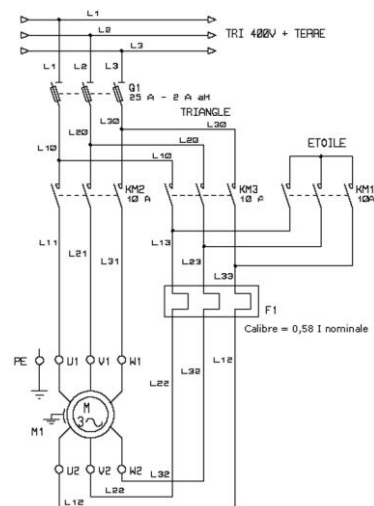 L1
L2
L3
TRI 400V + TERRE
L1 L2 L3
Q1
25 A - 2 A aM
TRIANGLE
L30 L30
L20 L20
L10 L10
ETOILE
KM2
10 A
KM3
10 A
KM1
10A
L11 L21 L31
L13 L23 L33
F1
Calibre = 0,58 I nominale
PE U1 V1 W1
L22 L32 L12
M
3
M1
U2 V2 W2
L32
L22
L12